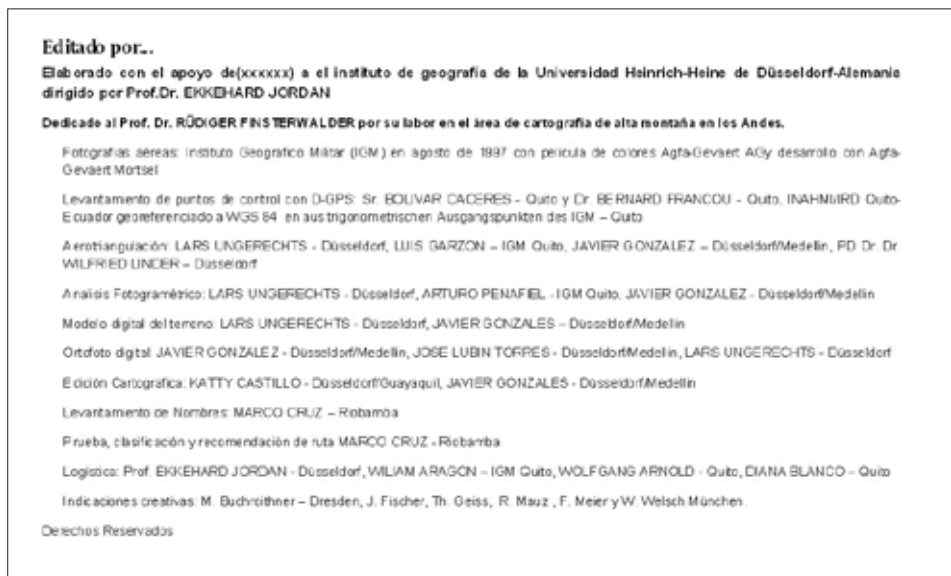 Editado por...
Elaborado con el apoyo de(xxxxxx) a el instituto de geografía de la Universidad Heinrich-Heine de Düsseldorf-Alemania
dirigido por Prof.Dr. EKKEHARD JORDAN
Dedicado al Prof. Dr. RÜDIGER FINSTERWALDER por su labor en el área de cartografía de alta montaña en los Andes.
Fotografías aéreas: Instituto Geográfico Militar (IGM) en agosto de 1997 con película de colores Agfa-Gevaert AGy desarrollo con Agfa-
Gevaert Mortsel
Levantamento de puntos de control con D-GPS: Sr. BOLIVAR CACERES - Quito y Dr. BERNARD FRANCOU - Quito, INAHMIRD Quito-
Ecuador georeferenciado a WGS 84 en aus trigonometrischen Ausgangspunkten des IGM – Quito
Aerotriangulación: LARS UNGERECHTS - Düsseldorf, LUIS GARZON – IGM Quito, JAVIER GONZALEZ – Düsseldorf/Medellin, PD Dr. Dr
WILFRIED LINDER – Düsseldorf
Analisis Fotogramétrico: LARS UNGERECHTS - Düsseldorf, ARTURO PENAFIEL - IGM Quito, JAVIER GONZALEZ - Düsseldorf/Medellin
Modelo digital del terreno: LARS UNGERECHTS - Düsseldorf, JAVIER GONZALES – Düsseldorf/Medellin
Ortofoto digital: JAVIER GONZALEZ - Düsseldorf/Medellin, JOSE LUBIN TORRES - Düsseldorf/Medellin, LARS UNGERECHTS - Düsseldorf
Edición Cartografica: KATTY CASTILLO - Düsseldorf/Guayaquil, JAVIER GONZALES - Düsseldorf/Medellin
Levantamento de Nombres: MARCO CRUZ – Riobamba
Prueba, clasificación y recomendación de ruta MARCO CRUZ - Riobamba
Logística: Prof. EKKEHARD JORDAN - Düsseldorf, WILIAM ARAGON – IGM Quito, WOLFGANG ARNOLD - Quito, DIANA BLANCO – Quito
Indicaciones creativas: M. Buchroithner – Dresden, J. Fischer, Th. Geiss, R. Mauz , F. Meier y W. Welsch München.
Derechos Reservados